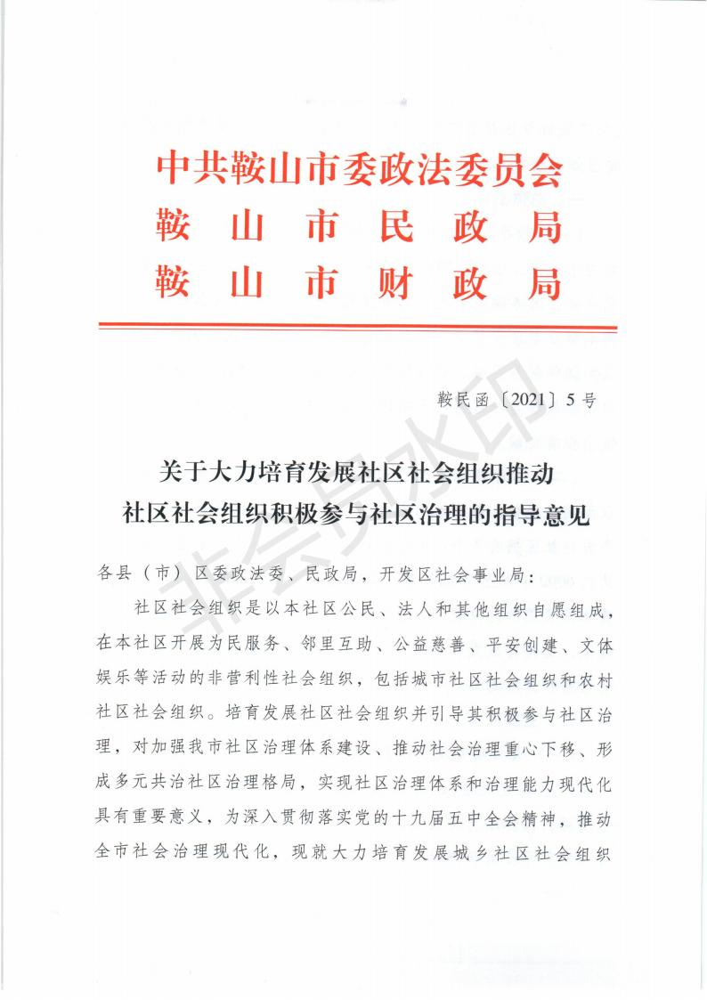 中共鞍山市委政法委员会
鞍山市民政局
鞍山市财政局
鞍民函〔2021〕5号
关于大力培育发展社区社会组织推动
社区社会组织积极参与社区治理的指导意见
各县（市）区委政法委、民政局，开发区社会事业局：
社区社会组织是以本社区公民、法人和其他组织自愿组成，
在本社区开展为民服务、邻里互助、公益慈善、平安创建、文体
娱乐等活动的非营利性社会组织，包括城市社区社会组织和农村
社区社会组织。培育发展社区社会组织并引导其积极参与社区治
理，对加强我市社区治理体系建设、推动社会治理重心下移、形
成多元共治社区治理格局，实现社区治理体系和治理能力现代化
具有重要意义，为深入贯彻落实党的十九届五中全会精神，推动
全市社会治理现代化，现就大力培育发展城乡社区社会组织
非会员水印